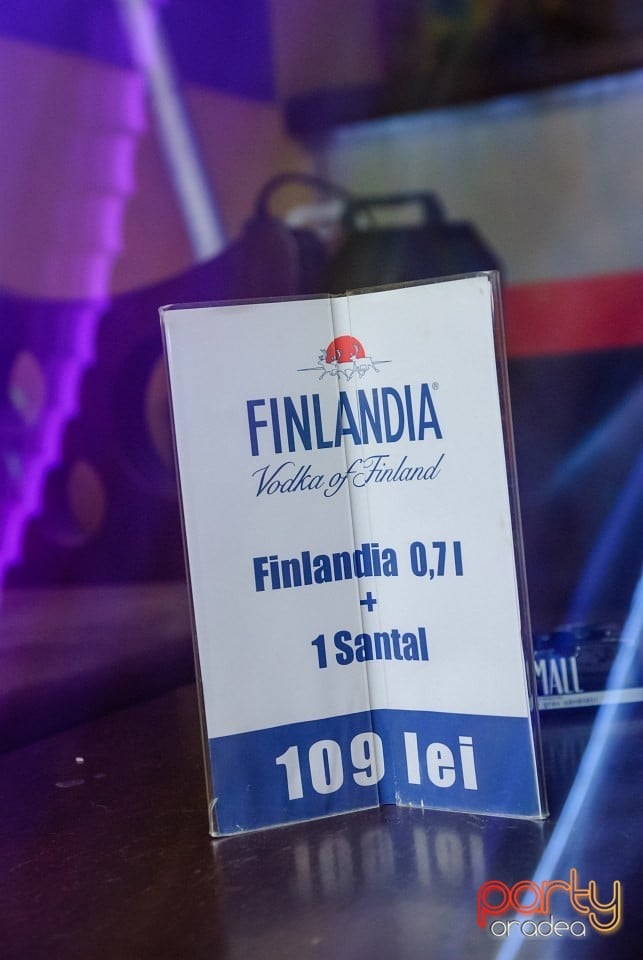 FINLANDIA®
Vodka of Finland
Finlandia 0,7 l
+
1 Santal
109 lei
MALL
party
oradea